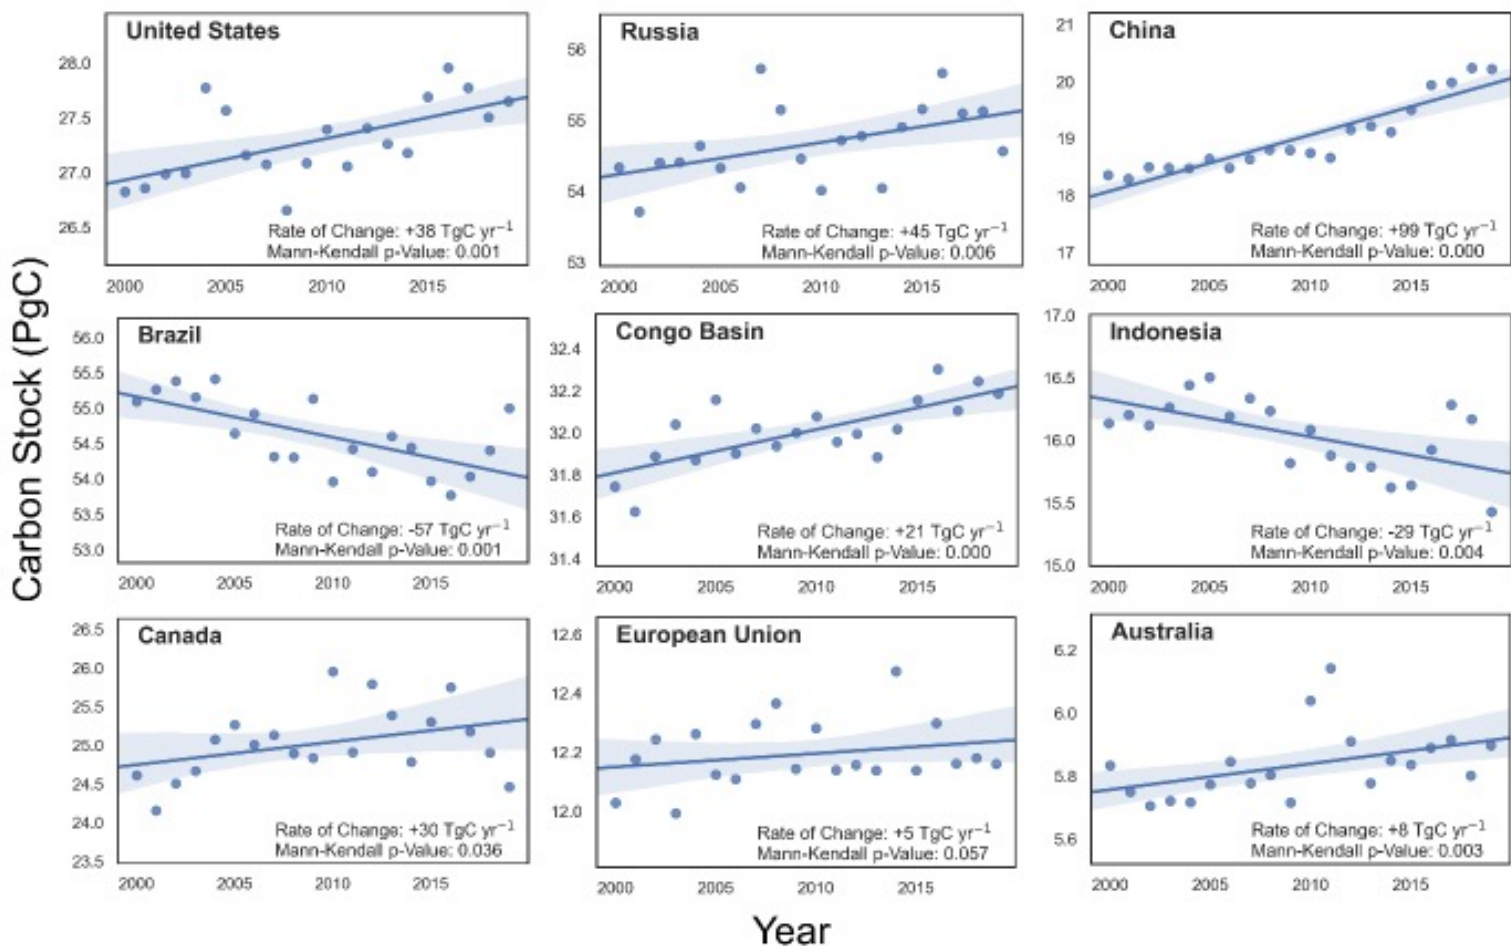 Carbon Stock (PgC)
United States
28.0
27.5
27.0
26.5
Rate of Change: +38 TgC yr⁻¹
Mann-Kendall p-Value: 0.001
2000 2005 2010 2015
Russia
56
55
54
53
Rate of Change: +45 TgC yr⁻¹
Mann-Kendall p-Value: 0.006
2000 2005 2010 2015
China
21
20
19
18
17
Rate of Change: +99 TgC yr⁻¹
Mann-Kendall p-Value: 0.000
2000 2005 2010 2015
Brazil
56.0
55.5
55.0
54.5
54.0
53.5
53.0
Rate of Change: -57 TgC yr⁻¹
Mann-Kendall p-Value: 0.001
2000 2005 2010 2015
Congo Basin
32.4
32.2
32.0
31.8
31.6
31.4
Rate of Change: +21 TgC yr⁻¹
Mann-Kendall p-Value: 0.000
2000 2005 2010 2015
Indonesia
17.0
16.5
16.0
15.5
15.0
Rate of Change: -29 TgC yr⁻¹
Mann-Kendall p-Value: 0.004
2000 2005 2010 2015
Canada
26.5
26.0
25.5
25.0
24.5
24.0
23.5
Rate of Change: +30 TgC yr⁻¹
Mann-Kendall p-Value: 0.036
2000 2005 2010 2015
European Union
12.6
12.4
12.2
12.0
Rate of Change: +5 TgC yr⁻¹
Mann-Kendall p-Value: 0.057
2000 2005 2010 2015
Australia
6.2
6.0
5.8
5.6
Rate of Change: +8 TgC yr⁻¹
Mann-Kendall p-Value: 0.003
2000 2005 2010 2015
Year